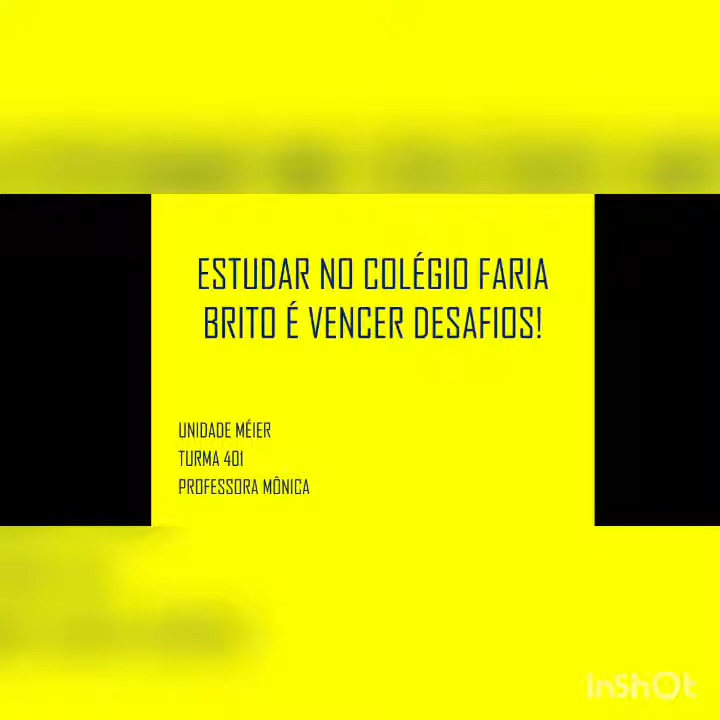 ESTUDAR NO COLÉGIO FARIA
BRITO É VENCER DESAFIOS!
UNIDADE MÉIER
TURMA 401
PROFESSORA MÔNICA
InShOt